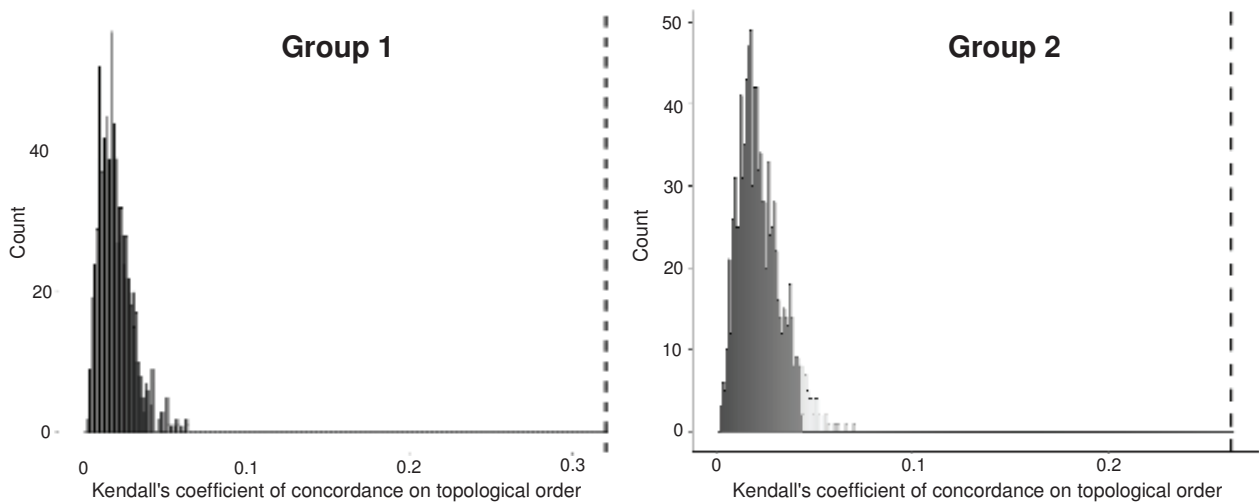 Group 1
Count
40
20
0
0
0.1
0.2
0.3
Kendall's coefficient of concordance on topological order
Group 2
Count
50
40
30
20
10
0
0
0.1
0.2
Kendall's coefficient of concordance on topological order